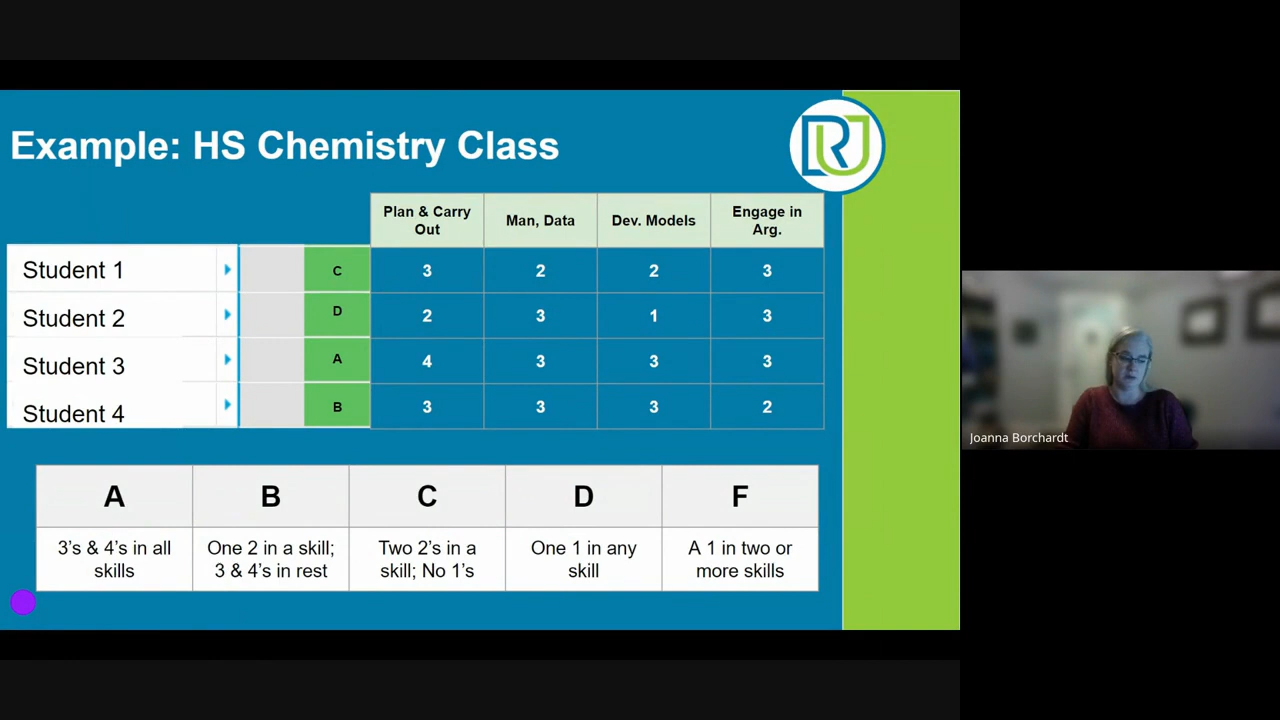 Example: HS Chemistry Class
RU
Plan & Carry
Out
Man, Data
Dev. Models
Engage in
Arg.
Student 1
C
3
2
2
3
Student 2
D
2
3
1
3
Student 3
A
4
3
3
3
Student 4
B
3
3
3
2
A
B
C
D
F
3's & 4's in all
skills
One 2 in a skill;
3 & 4's in rest
Two 2's in a
skill; No 1's
One 1 in any
skill
A 1 in two or
more skills
Joanna Borchardt